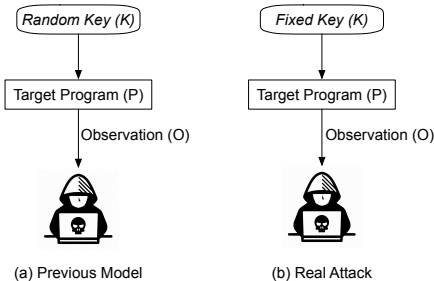 Random Key (K)
Target Program (P)
Observation (O)
(a) Previous Model
Fixed Key (K)
Target Program (P)
Observation (O)
(b) Real Attack